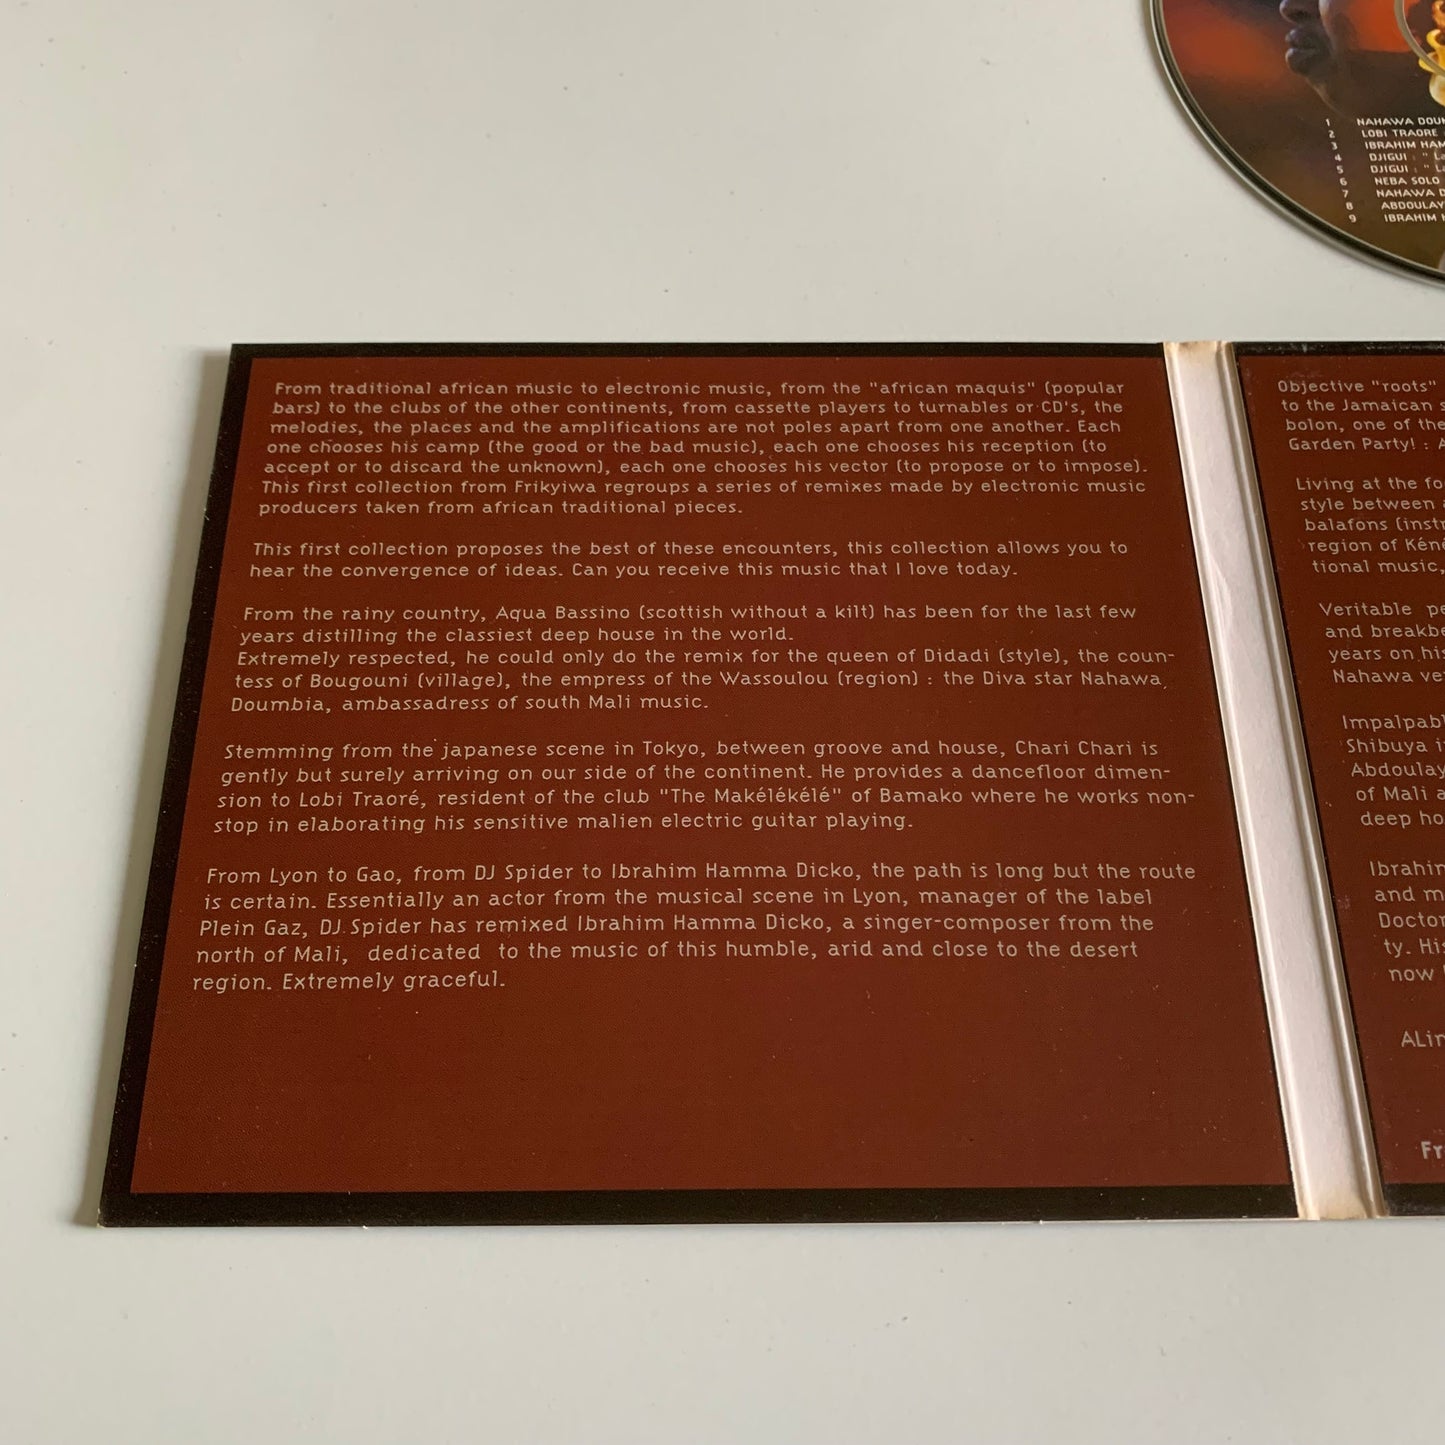 1 NAHAWA DOUM
2 LOBI TRAORE
3 IBRAHIM HAM
4 DJIGUI : " La
5 DJIGUI : " La
6 NEBA SOLO
7 NAHAWA D
8 ABDOULAY
9 IBRAHIM H
From traditional african music to electronic music, from the "african maquis" (popular
bars) to the clubs of the other continents, from cassette players to turnables or CD's, the
melodies, the places and the amplifications are not poles apart from one another. Each
one chooses his camp (the good or the bad music), each one chooses his reception (to
accept or to discard the unknown), each one chooses his vector (to propose or to impose).
This first collection from Frikyiwa regroups a series of remixes made by electronic music
producers taken from african traditional pieces.
This first collection proposes the best of these encounters, this collection allows you to
hear the convergence of ideas. Can you receive this music that I love today.
From the rainy country, Aqua Bassino (scottish without a kilt) has been for the last few
years distilling the classiest deep house in the world.
Extremely respected, he could only do the remix for the queen of Didadi (style), the coun-
tess of Bougouni (village), the empress of the Wassoulou (region) : the Diva star Nahawa
Doumbia, ambassadress of south Mali music.
Stemming from the japanese scene in Tokyo, between groove and house, Chari Chari is
gently but surely arriving on our side of the continent. He provides a dancefloor dimen-
sion to Lobi Traoré, resident of the club "The Makélékélé" of Bamako where he works non-
stop in elaborating his sensitive malien electric guitar playing.
From Lyon to Gao, from DJ Spider to Ibrahim Hamma Dicko, the path is long but the route
is certain. Essentially an actor from the musical scene in Lyon, manager of the label
Plein Gaz, DJ Spider has remixed Ibrahim Hamma Dicko, a singer-composer from the
north of Mali, dedicated to the music of this humble, arid and close to the desert
region. Extremely graceful.
Objective "roots"
to the Jamaican s
bolon, one of the
Garden Party! : A
Living at the fo
style between
balafons (instr
region of Kéné
tional music,
Veritable pe
and breakbe
years on his
Nahawa ve
Impalpab
Shibuya i
Abdoulay
of Mali a
deep ho
Ibrahim
and m
Doctor
ty. His
now
ALin
Fr